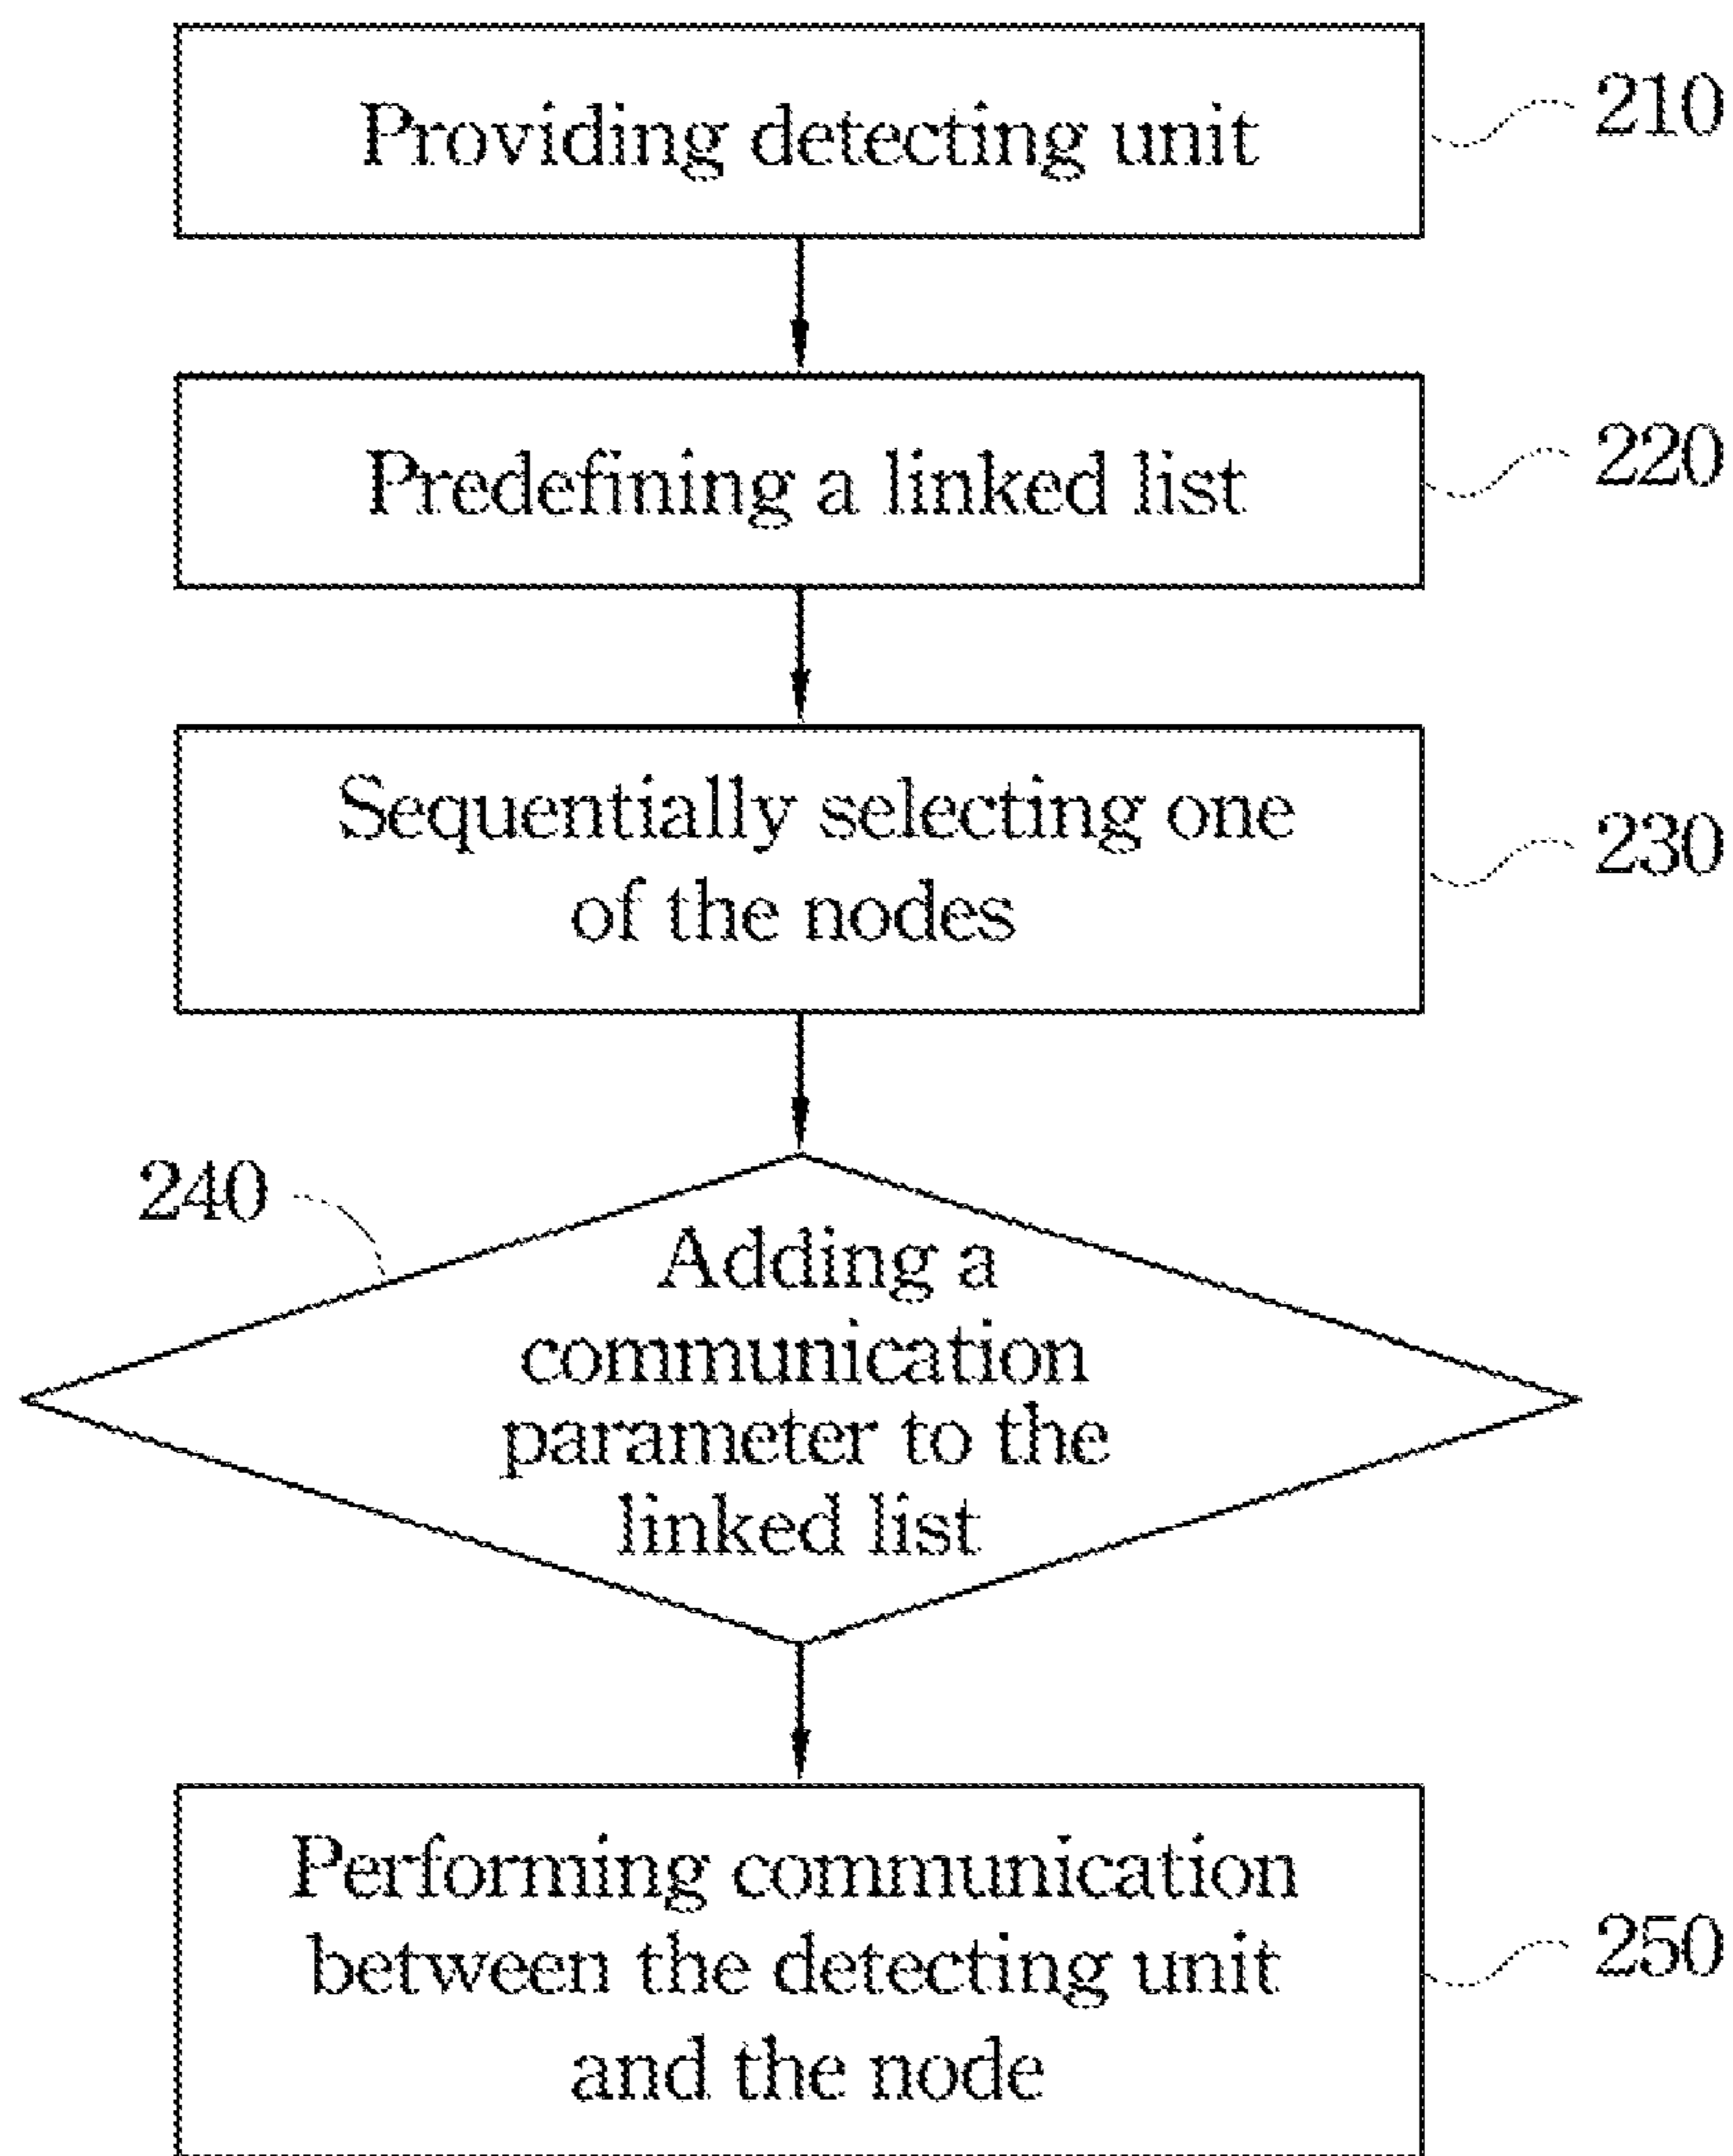 Providing detecting unit
210
Predefining a linked list
220
Sequentially selecting one
of the nodes
230
240
Adding a
communication
parameter to the
linked list
Performing communication
between the detecting unit
and the node
250